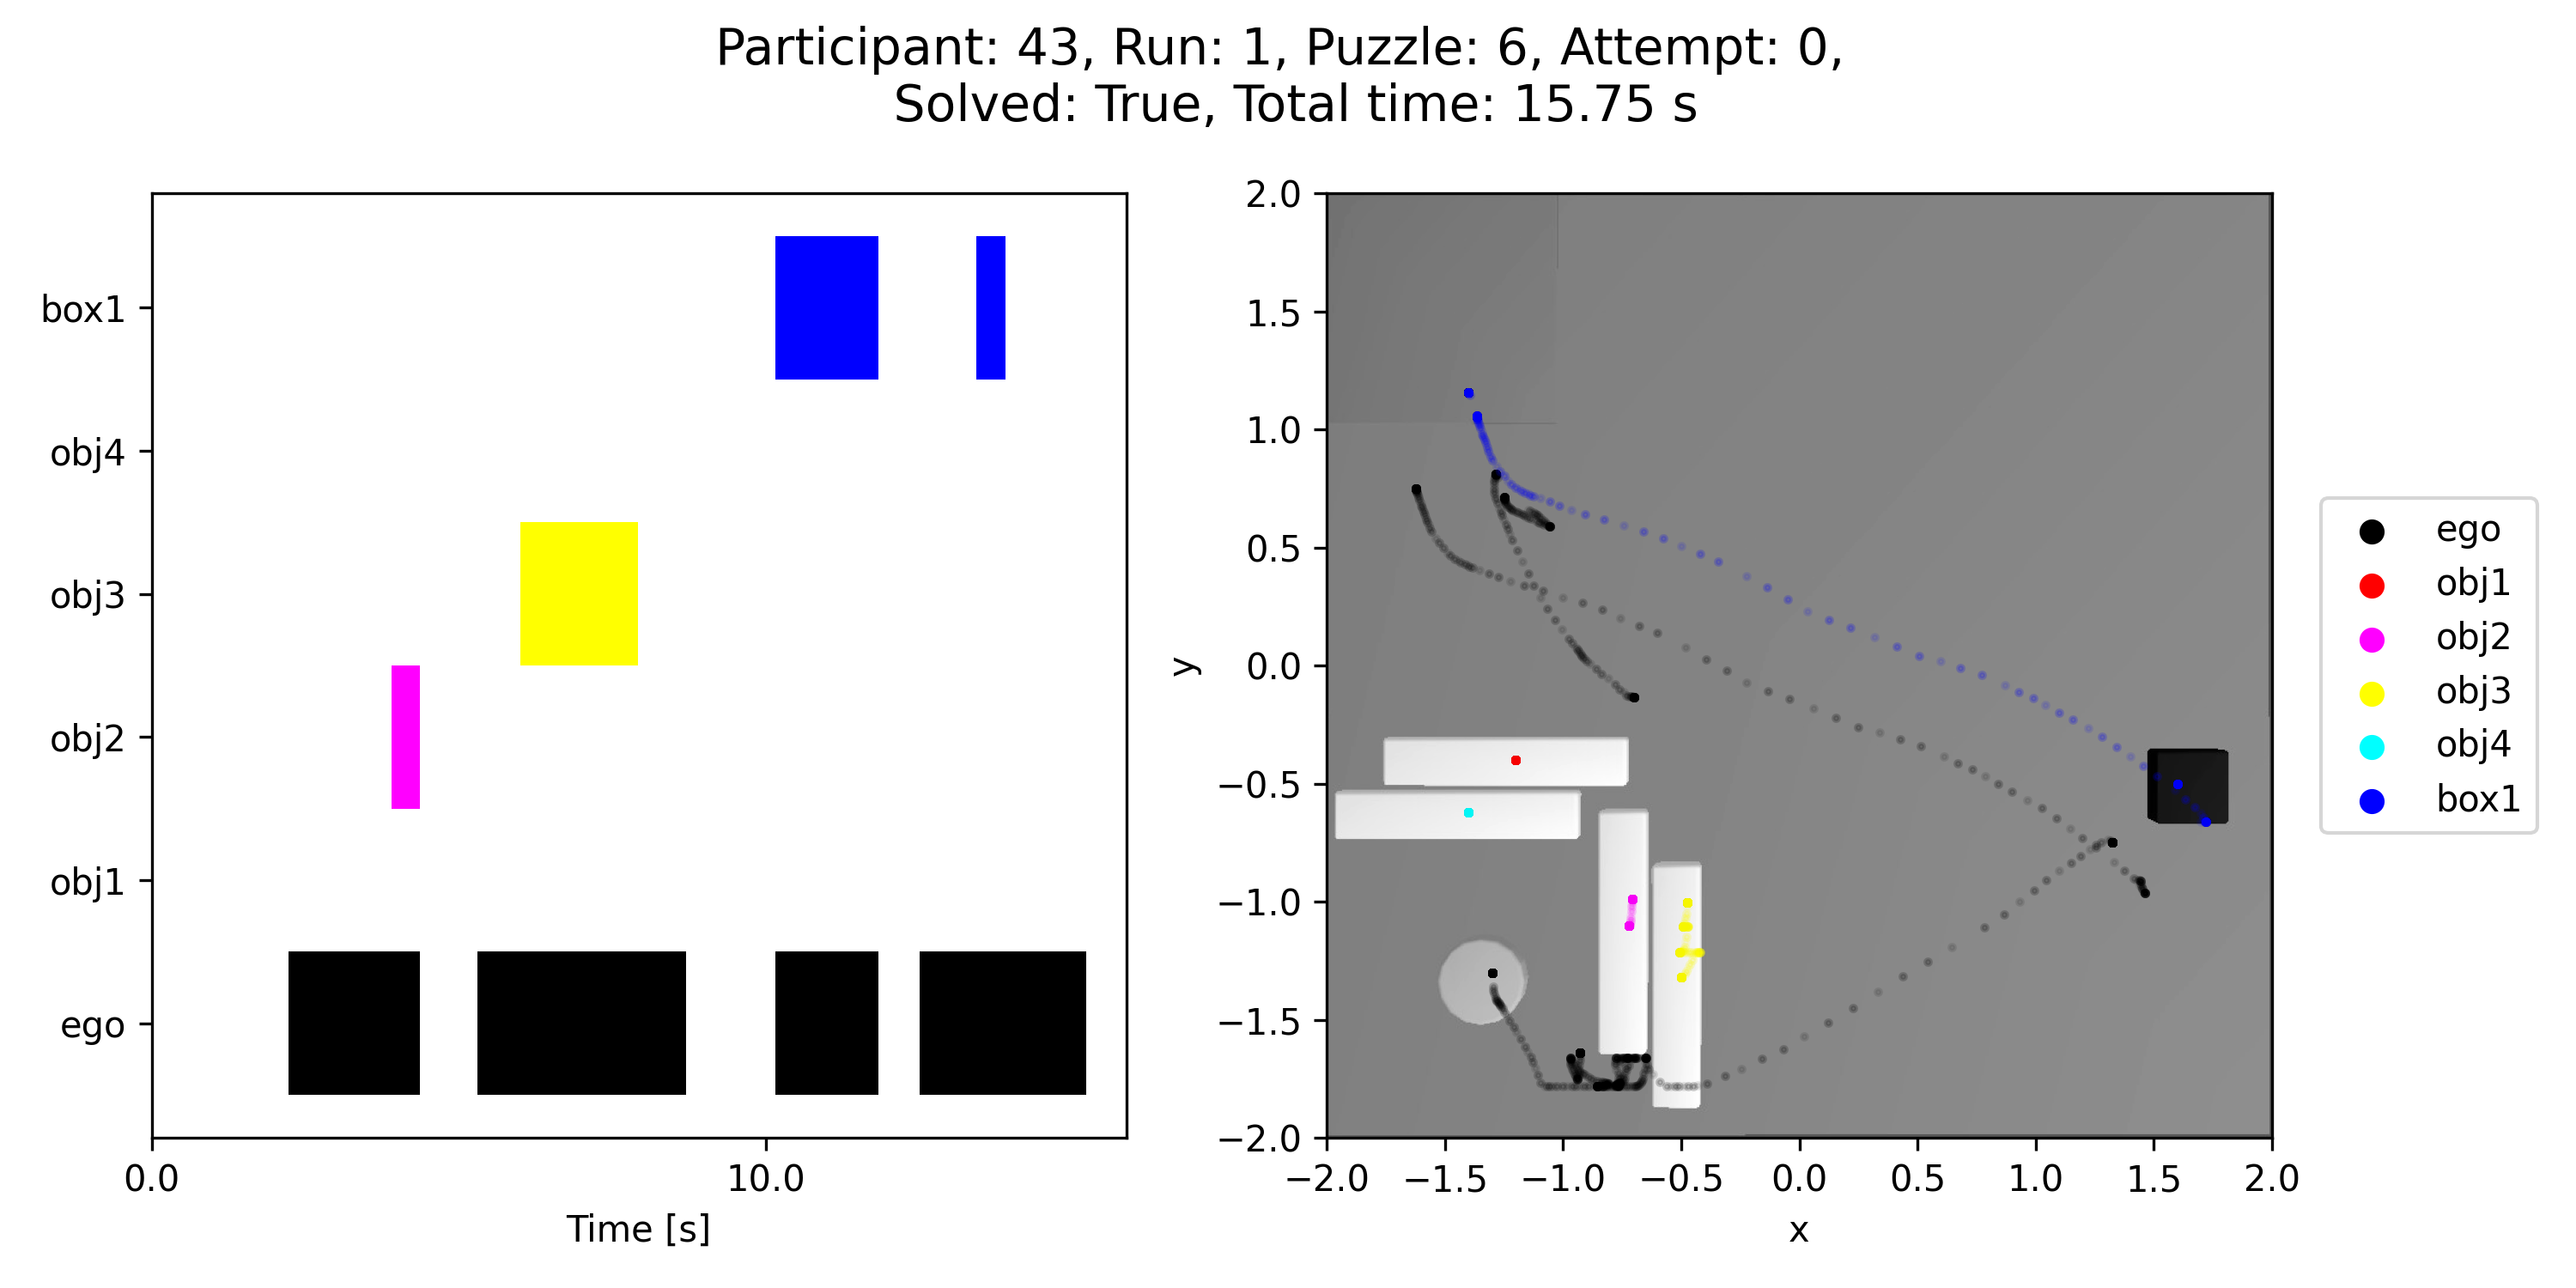 Participant: 43, Run: 1, Puzzle: 6, Attempt: 0,
Solved: True, Total time: 15.75 s
box1
obj4
obj3
obj2
obj1
ego
0.0 10.0
Time [s]
2.0
1.5
1.0
0.5
0.0
−0.5
−1.0
−1.5
−2.0
y
−2.0 −1.5 −1.0 −0.5 0.0 0.5 1.0 1.5 2.0
x
ego
obj1
obj2
obj3
obj4
box1